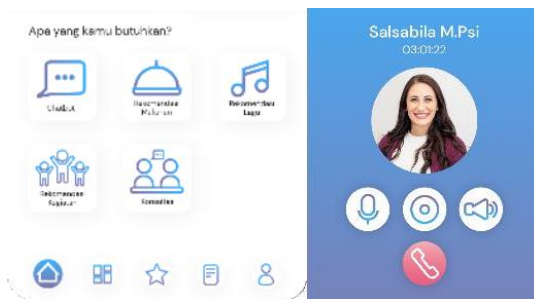 Apa yang kamu butuhkan?
Chatbot
Rekomendasi
Makanan
Rekomendasi
Lagu
Rekomendasi
Kegiatan
Konsultasi
Salsabila M.Psi
03:01:22